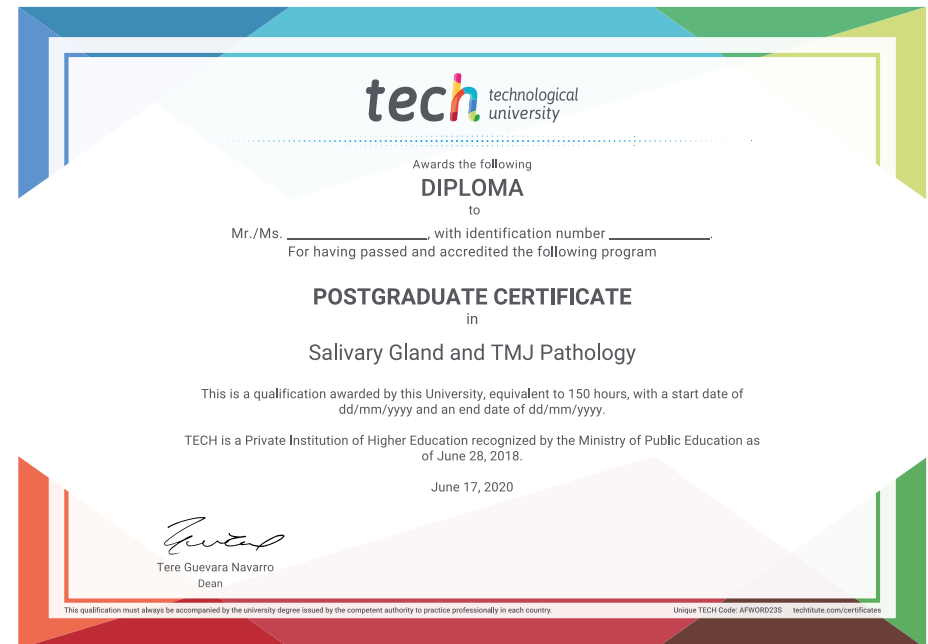 tech technological
university
Awards the following
DIPLOMA
to
Mr./Ms. ____________________, with identification number ______________.
For having passed and accredited the following program
POSTGRADUATE CERTIFICATE
in
Salivary Gland and TMJ Pathology
This is a qualification awarded by this University, equivalent to 150 hours, with a start date of
dd/mm/yyyy and an end date of dd/mm/yyyy.
TECH is a Private Institution of Higher Education recognized by the Ministry of Public Education as
of June 28, 2018.
June 17, 2020
Tere Guevara Navarro
Dean
This qualification must always be accompanied by the university degree issued by the competent authority to practice professionally in each country. Unique TECH Code: AFWORD23S techtitute.com/certificates